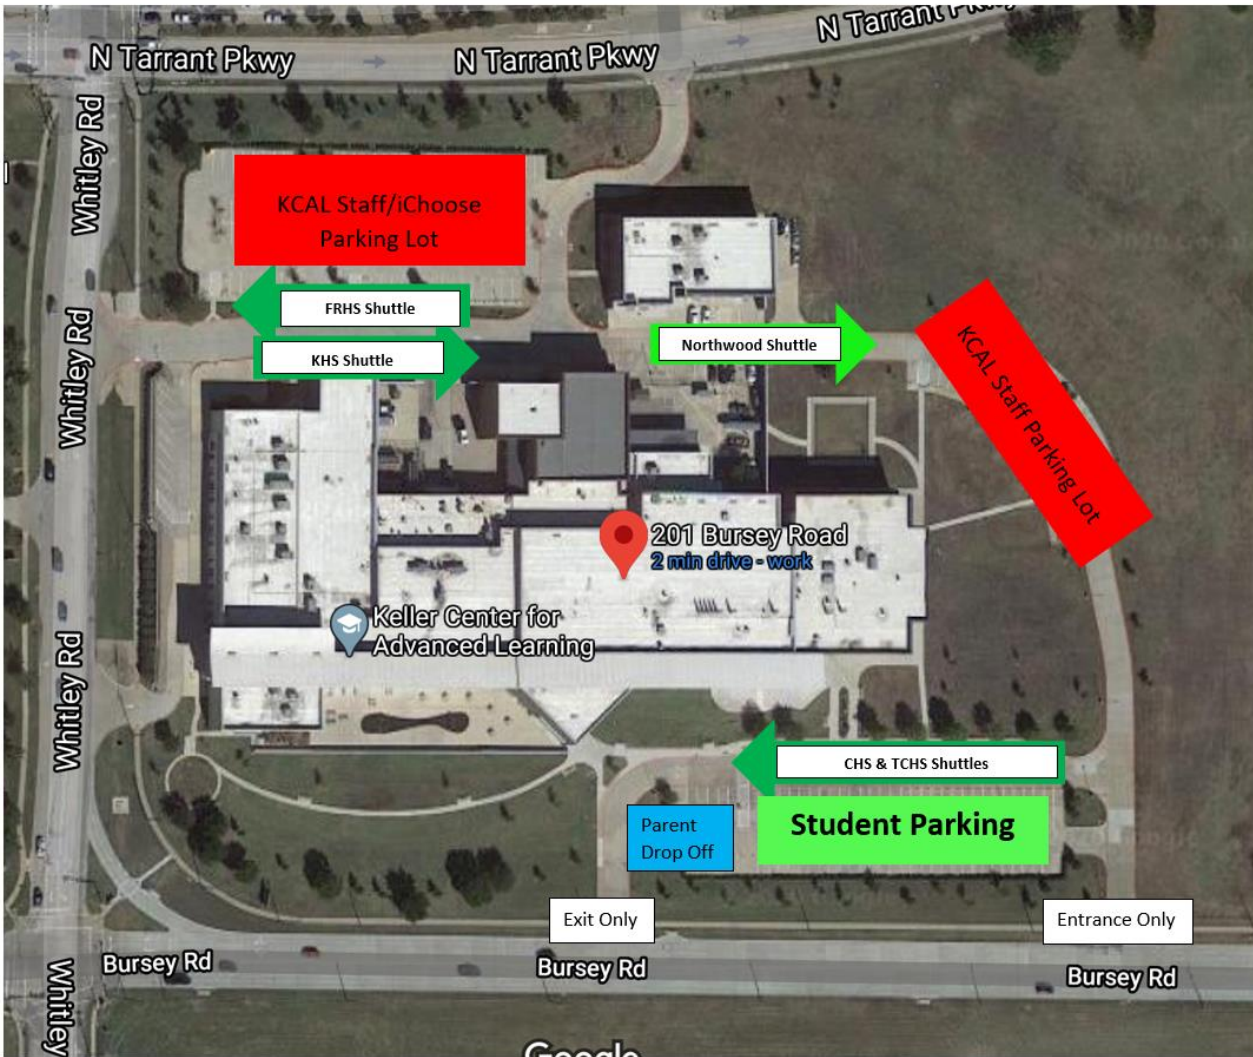 N Tarrant Pkwy
N Tarrant Pkwy
N Tarrant Pkwy
Whitley Rd
KCAL Staff/iChoose
Parking Lot
FRHS Shuttle
KHS Shuttle
Northwood Shuttle
Whitley Rd
KCAL Staff Parking Lot
201 Bursey Road
2 min drive - work
Keller Center for
Advanced Learning
Whitley Rd
CHS & TCHS Shuttles
Student Parking
Parent
Drop Off
Exit Only
Entrance Only
Bursey Rd
Bursey Rd
Bursey Rd
Whitley
Google